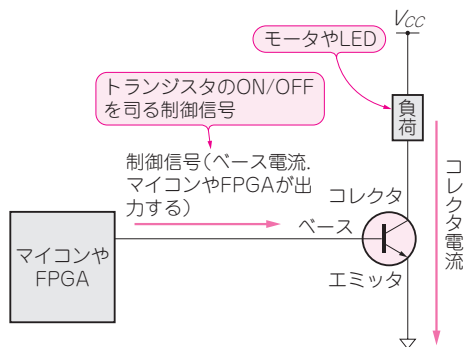 VCC
モータやLED
トランジスタのON/OFF
を司る制御信号
負荷
制御信号(ベース電流.
マイコンやFPGAが出
力する)
コレクタ
ベース
エミッタ
コレクタ電流
マイコンや
FPGA